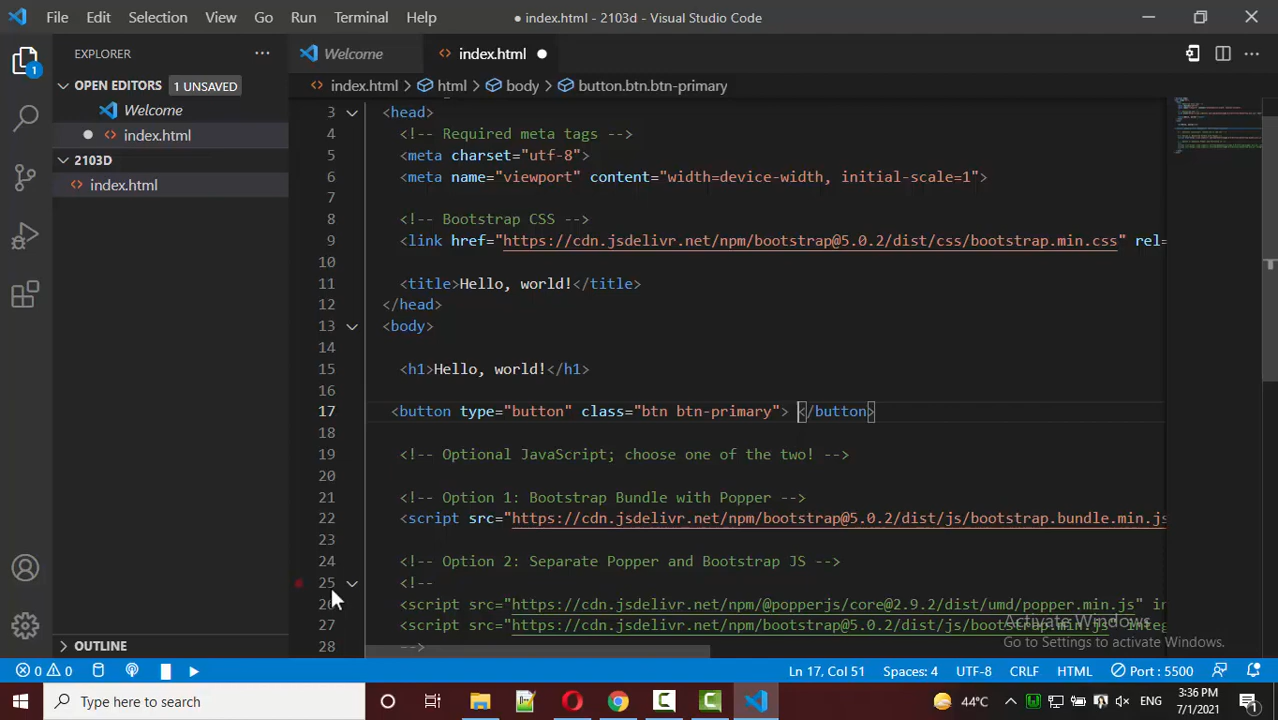 File Edit Selection View Go Run Terminal Help
● index.html - 2103d - Visual Studio Code
EXPLORER
OPEN EDITORS 1 UNSAVED
Welcome
index.html
2103D
index.html
OUTLINE
1
Welcome
index.html
index.html > html > body > button.btn.btn-primary
3 <head>
4 <!-- Required meta tags -->
5 <meta charset="utf-8">
6 <meta name="viewport" content="width=device-width, initial-scale=1">
7
8 <!-- Bootstrap CSS -->
9 <link href="https://cdn.jsdelivr.net/npm/bootstrap@5.0.2/dist/css/bootstrap.min.css" rel=
10
11 <title>Hello, world!</title>
12 </head>
13 <body>
14
15 <h1>Hello, world!</h1>
16
17 <button type="button" class="btn btn-primary"> </button>
18
19 <!-- Optional JavaScript; choose one of the two! -->
20
21 <!-- Option 1: Bootstrap Bundle with Popper -->
22 <script src="https://cdn.jsdelivr.net/npm/bootstrap@5.0.2/dist/js/bootstrap.bundle.min.js
23
24 <!-- Option 2: Separate Popper and Bootstrap JS -->
25 <!--
26 <script src="https://cdn.jsdelivr.net/npm/@popperjs/core@2.9.2/dist/umd/popper.min.js" in
27 <script src="https://cdn.jsdelivr.net/npm/bootstrap@5.0.2/dist/js/bootstrap.min.js" integ
28 -->
Activate Windows
Go to Settings to activate Windows.
0 0
Ln 17, Col 51 Spaces: 4 UTF-8 CRLF HTML Port : 5500
Type here to search
44°C ENG 3:36 PM
7/1/2021
1